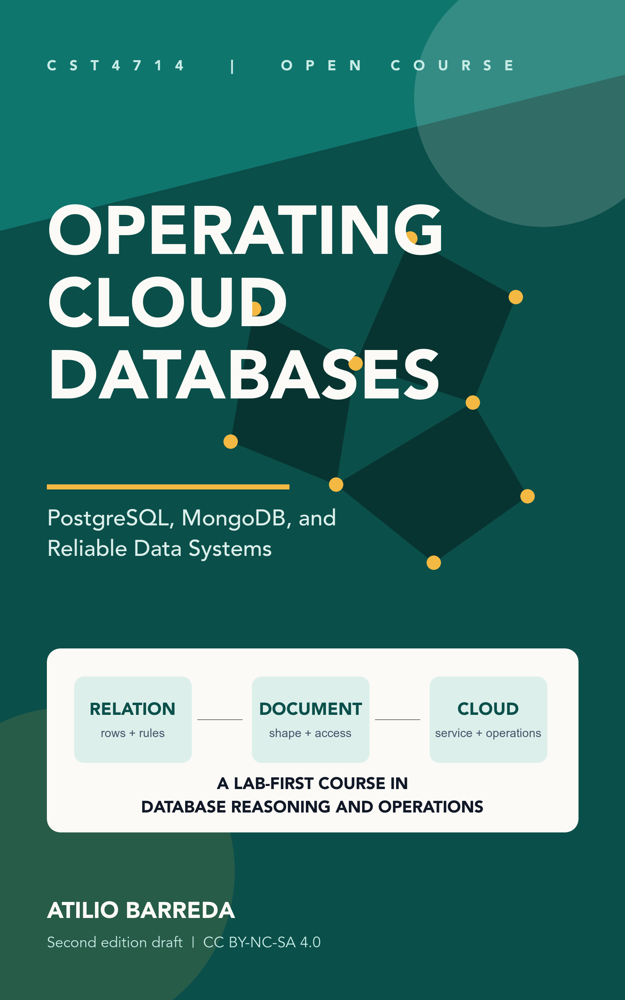 CST4714 | OPEN COURSE
OPERATING
CLOUD
DATABASES
PostgreSQL, MongoDB, and
Reliable Data Systems
RELATION
rows + rules
DOCUMENT
shape + access
CLOUD
service + operations
A LAB-FIRST COURSE IN
DATABASE REASONING AND OPERATIONS
ATILIO BARREDA
Second edition draft | CC BY-NC-SA 4.0